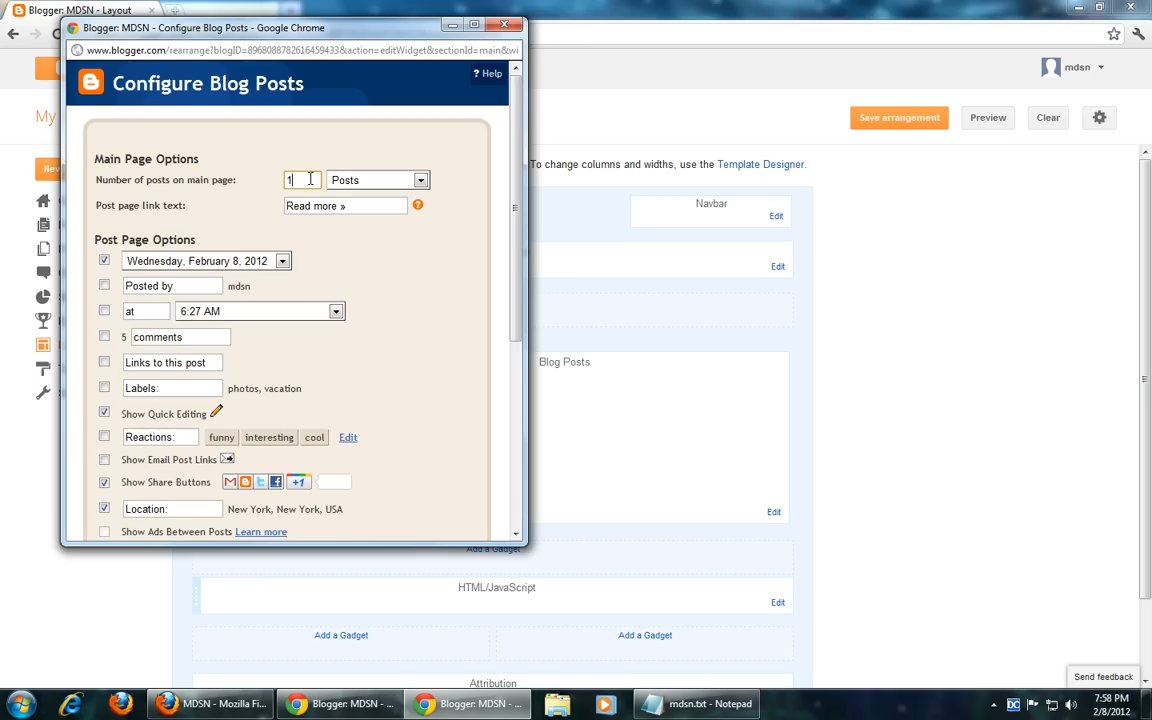 Blogger: MDSN - Layout
Blogger: MDSN - Configure Blog Posts - Google Chrome
www.blogger.com/rearrange?blogID=8968088782616459433&action=editWidget&sectionId=main&wi
Configure Blog Posts
? Help
mdsn
My
Save arrangement
Preview
Clear
New
To change columns and widths, use the Template Designer.
Main Page Options
Number of posts on main page:
1
Posts
Post page link text:
Read more »
Post Page Options
Wednesday, February 8, 2012
Posted by
mdsn
at
6:27 AM
5
comments
Links to this post
Labels:
photos, vacation
Show Quick Editing
Reactions:
funny
interesting
cool
Edit
Show Email Post Links
Show Share Buttons
+1
Location:
New York, New York, USA
Show Ads Between Posts Learn more
Navbar
Edit
Edit
Blog Posts
Edit
Add a Gadget
HTML/JavaScript
Edit
Add a Gadget
Add a Gadget
Attribution
Send feedback
MDSN - Mozilla Fi...
Blogger: MDSN - ...
Blogger: MDSN - ...
mdsn.txt - Notepad
DC
7:58 PM
2/8/2012